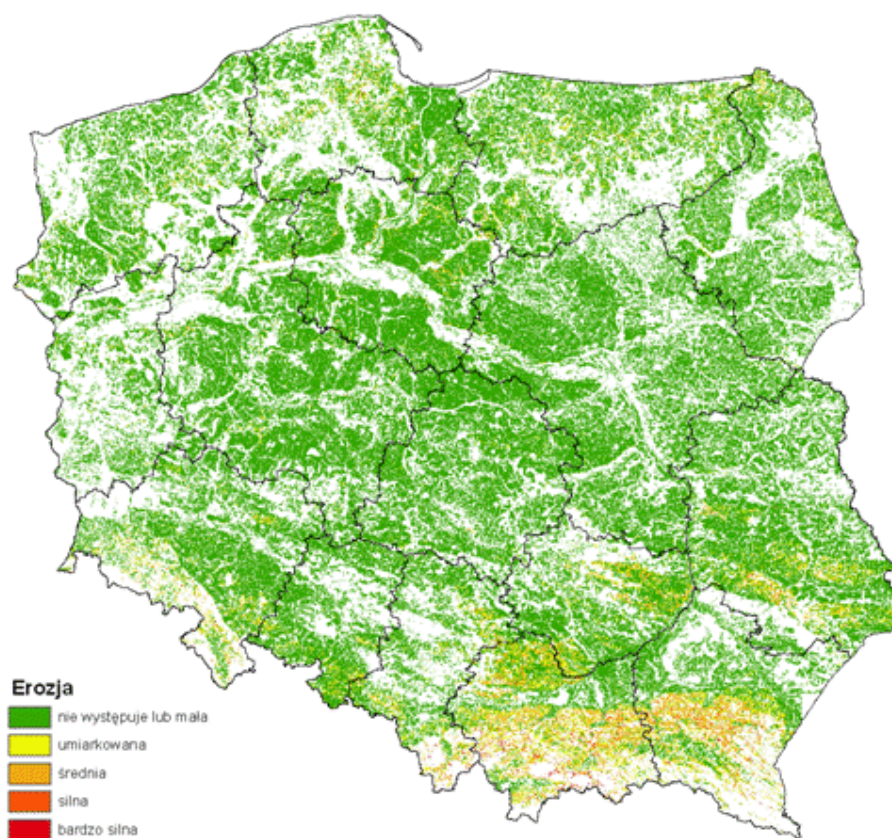 Erozja
nie występuje lub mała
umiarkowana
średnia
silna
bardzo silna